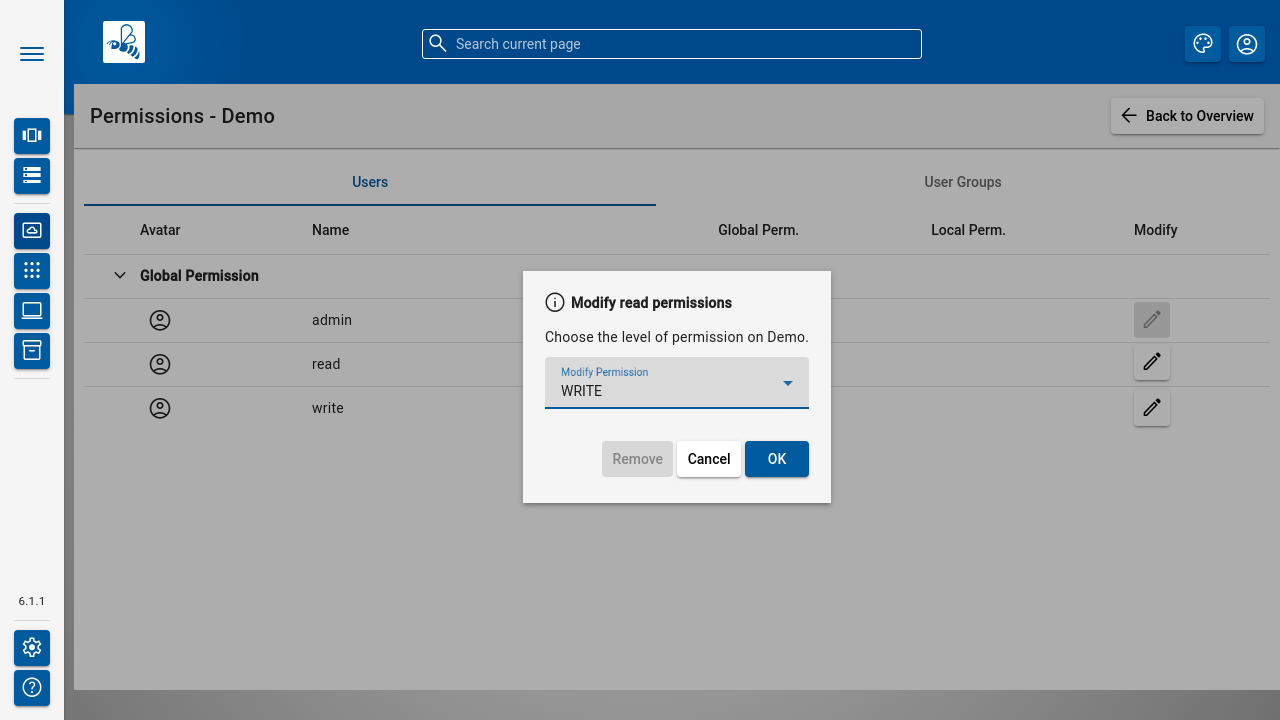 Search current page
Permissions - Demo
Back to Overview
Users
User Groups
Avatar
Name
Global Perm.
Local Perm.
Modify
Global Permission
admin
read
write
Modify read permissions
Choose the level of permission on Demo.
Modify Permission
WRITE
Remove
Cancel
OK
6.1.1